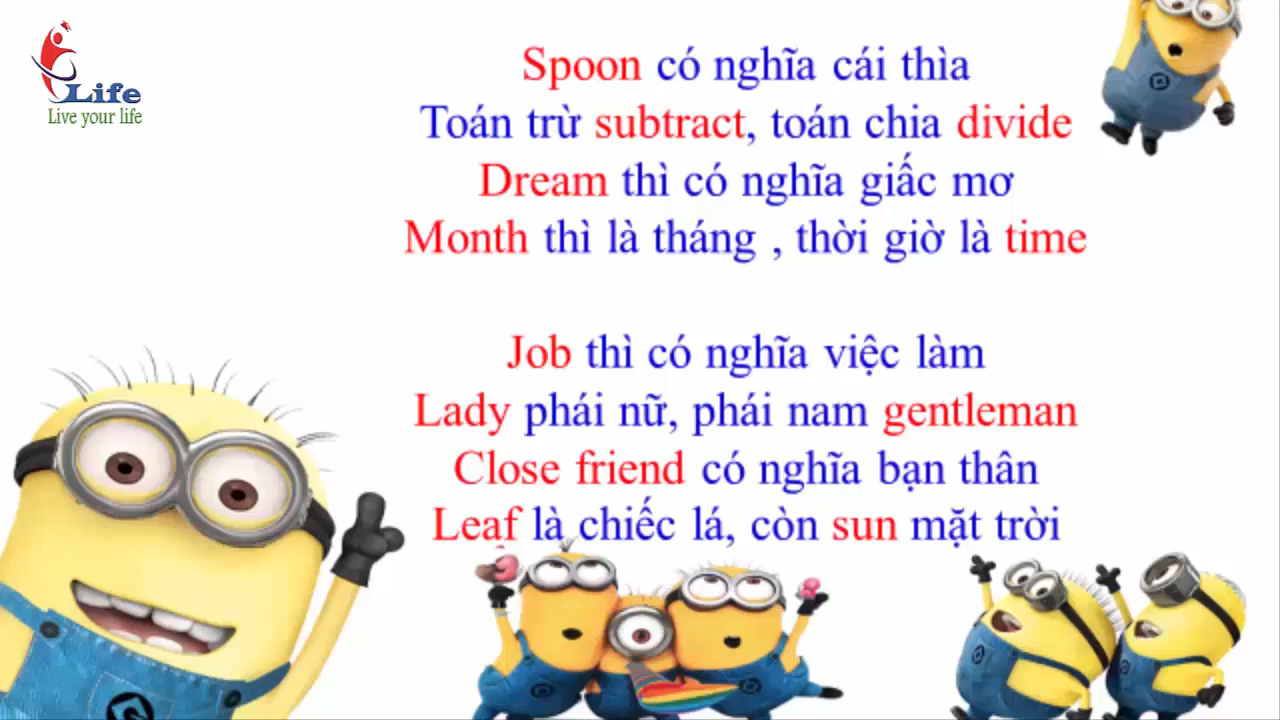 Life
Live your life
Spoon có nghĩa cái thìa
Toán trừ subtract, toán chia divide
Dream thì có nghĩa giấc mơ
Month thì là tháng , thời giờ là time
Job thì có nghĩa việc làm
Lady phái nữ, phái nam gentleman
Close friend có nghĩa bạn thân
Leaf là chiếc lá, còn sun mặt trời